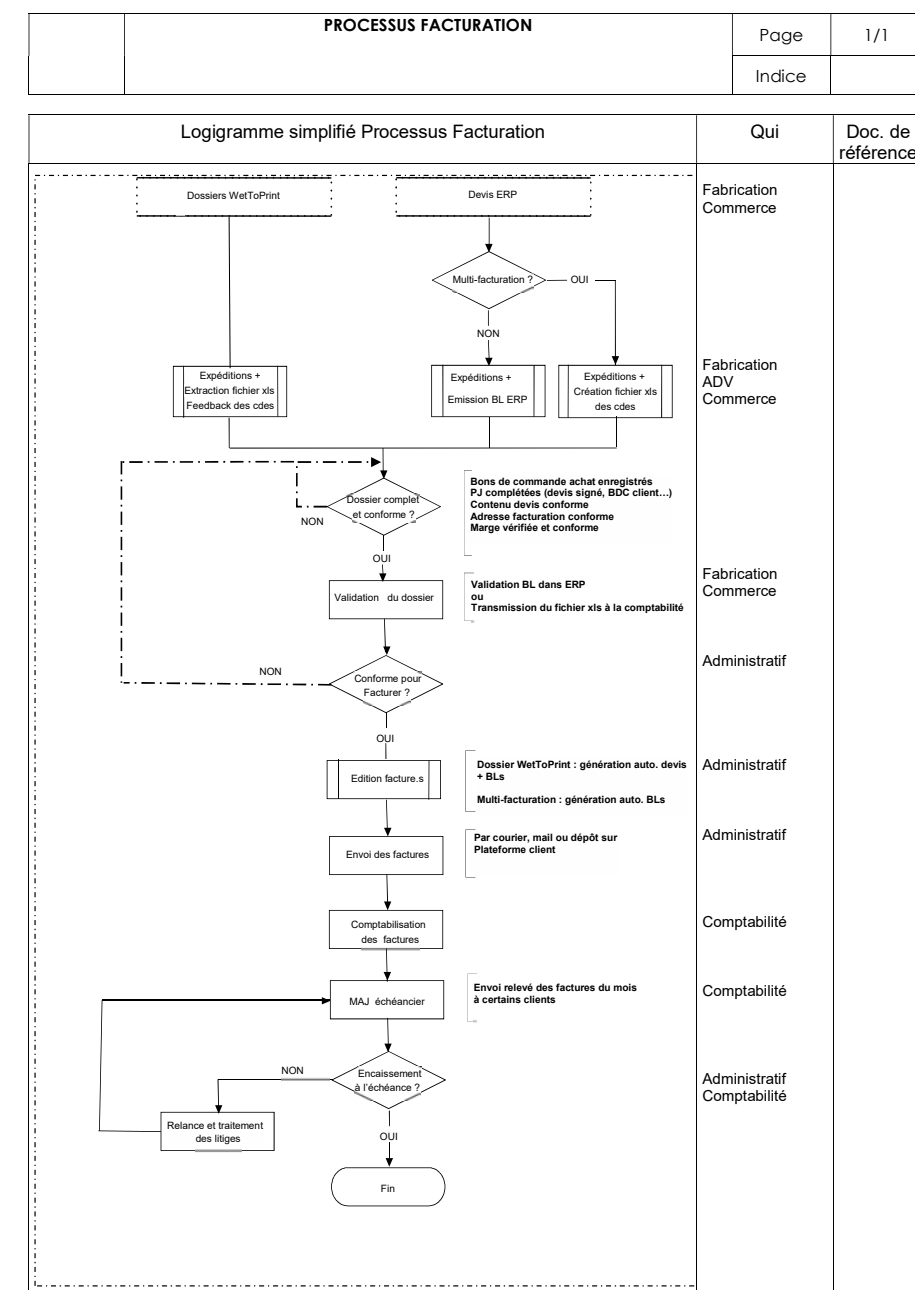 PROCESSUS FACTURATION
Page
1/1
Indice
Logigramme simplifié Processus Facturation
Qui
Doc. de
référence
Dossiers WetToPrint
Devis ERP
Fabrication
Commerce
Multi-facturation ?
OUI
NON
Expéditions +
Extraction fichier xls
Feedback des cdes
Expéditions +
Emission BL ERP
Expéditions +
Création fichier xls
des cdes
Fabrication
ADV
Commerce
Dossier complet
et conforme ?
NON
OUI
Bons de commande achat enregistrés
PJ complétées (devis signé, BDC client…)
Contenu devis conforme
Adresse facturation conforme
Marge vérifiée et conforme
Validation du dossier
Validation BL dans ERP
ou
Transmission du fichier xls à la comptabilité
Fabrication
Commerce
NON
Conforme pour
Facturer ?
OUI
Administratif
Edition facture.s
Dossier WetToPrint : génération auto. devis
+ BLs
Multi-facturation : génération auto. BLs
Administratif
Envoi des factures
Par courier, mail ou dépôt sur
Plateforme client
Administratif
Comptabilisation
des factures
Comptabilité
MAJ échéancier
Envoi relevé des factures du mois
à certains clients
Comptabilité
NON
Encaissement
à l'échéance ?
Administratif
Comptabilité
Relance et traitement
des litiges
OUI
Fin